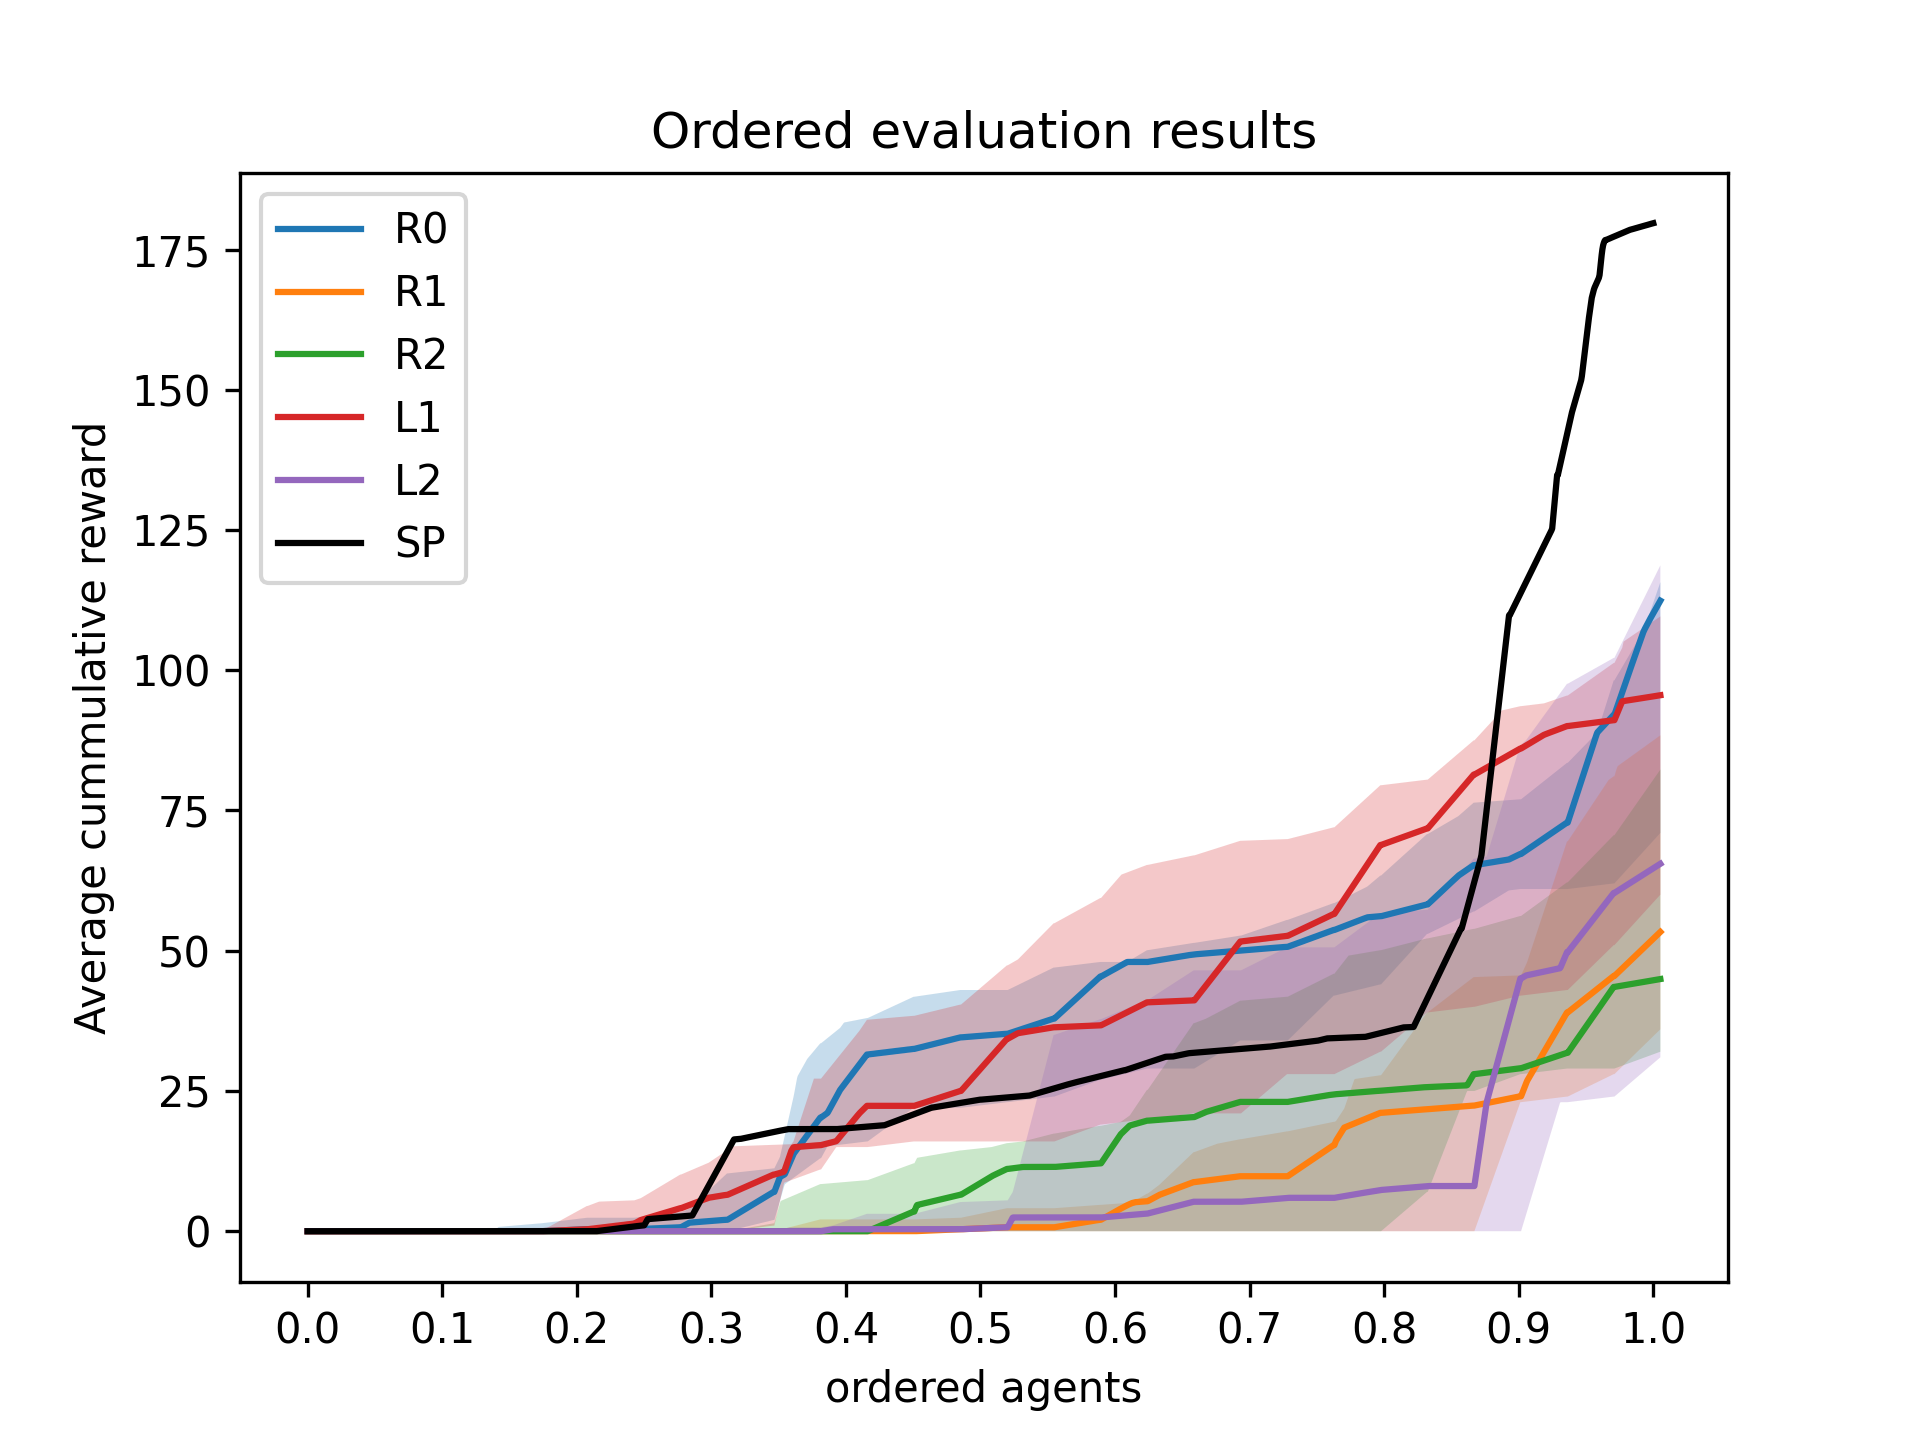 Ordered evaluation results
R0
R1
R2
L1
L2
SP
Average cummulative reward
175
150
125
100
75
50
25
0
0.0 0.1 0.2 0.3 0.4 0.5 0.6 0.7 0.8 0.9 1.0
ordered agents